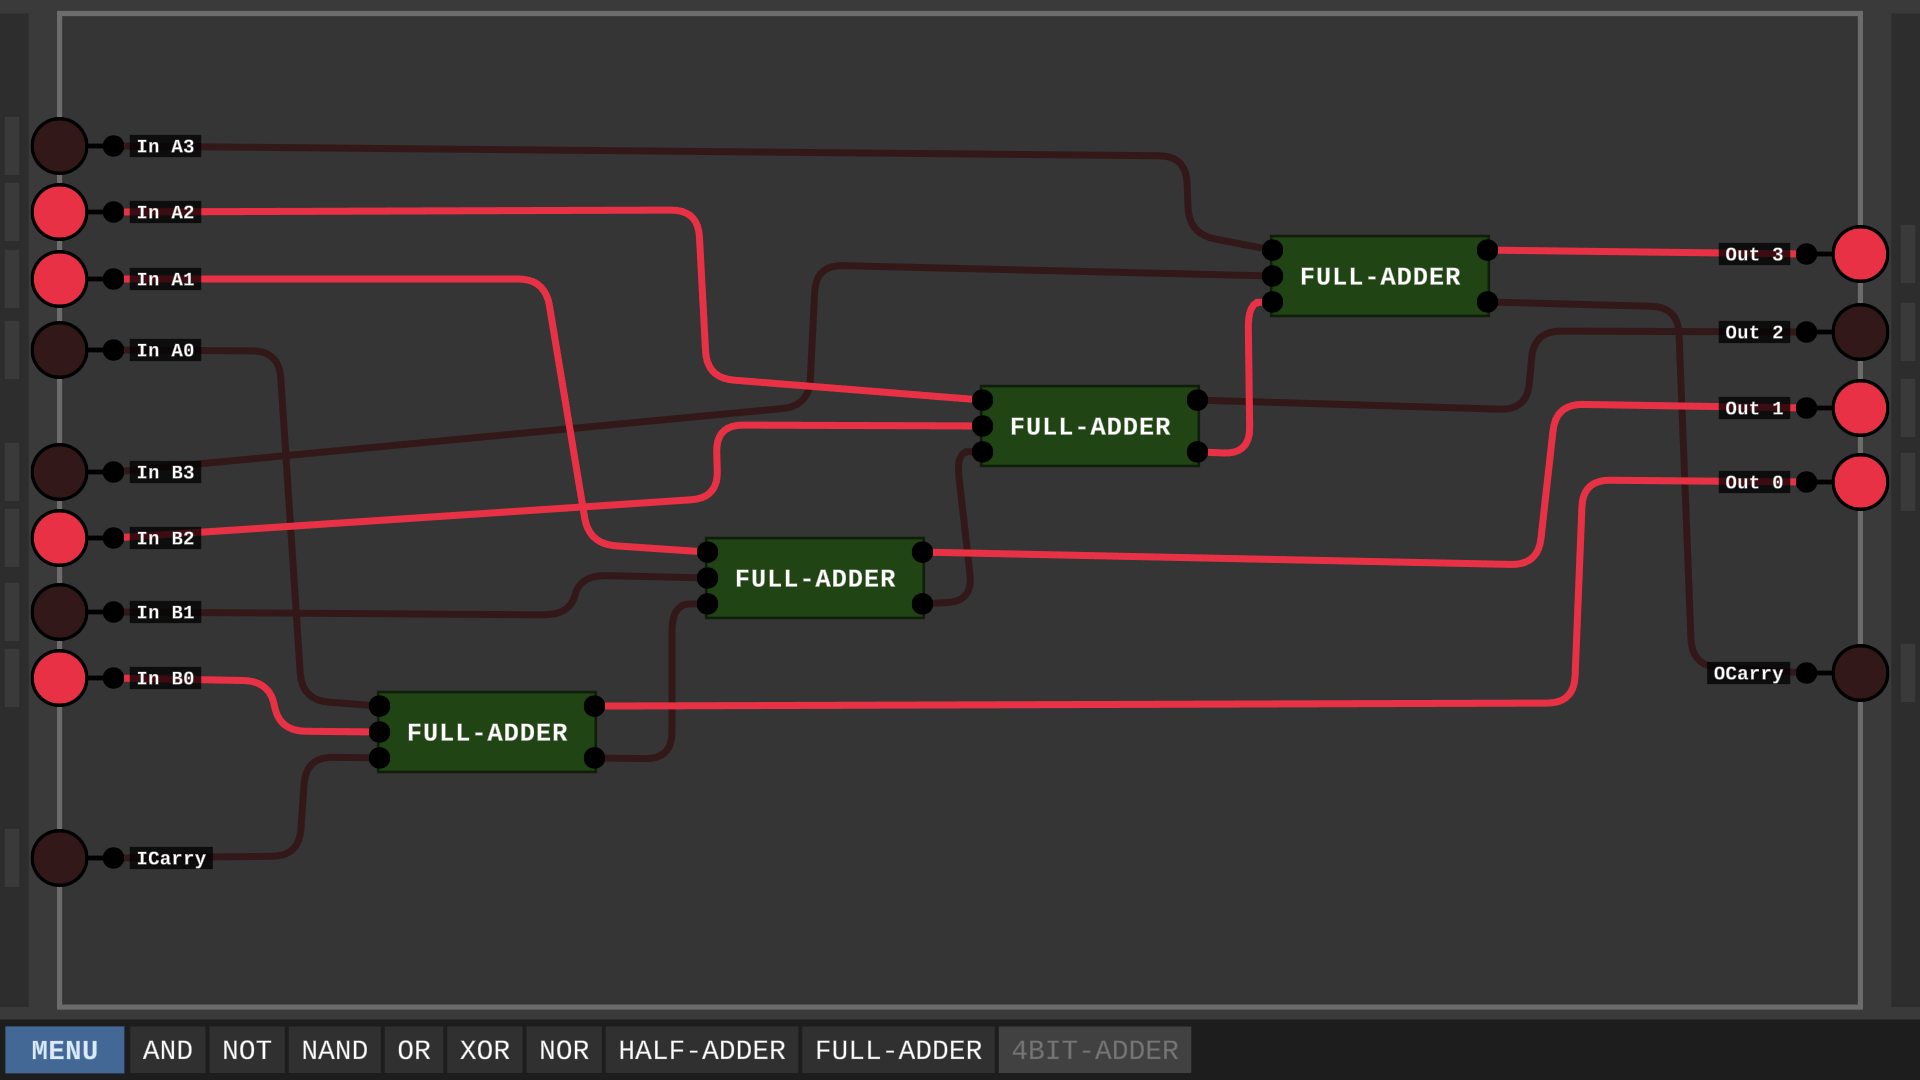 In A3
In A2
In A1
In A0
In B3
In B2
In B1
In B0
ICarry
FULL-ADDER
FULL-ADDER
FULL-ADDER
FULL-ADDER
Out 3
Out 2
Out 1
Out 0
OCarry
MENU AND NOT NAND OR XOR NOR HALF-ADDER FULL-ADDER 4BIT-ADDER